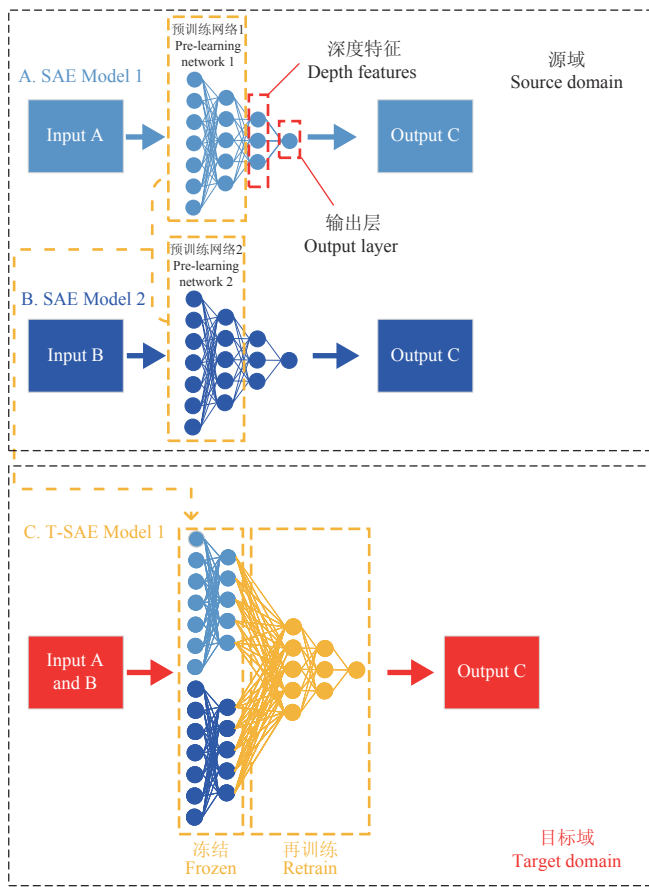 预训练网络1
Pre-learning
network 1
深度特征
Depth features
源域
Source domain
A. SAE Model 1
Input A
Output C
输出层
Output layer
预训练网络2
Pre-learning
network 2
B. SAE Model 2
Input B
Output C
C. T-SAE Model 1
Input A
and B
Output C
冻结
Frozen
再训练
Retrain
目标域
Target domain